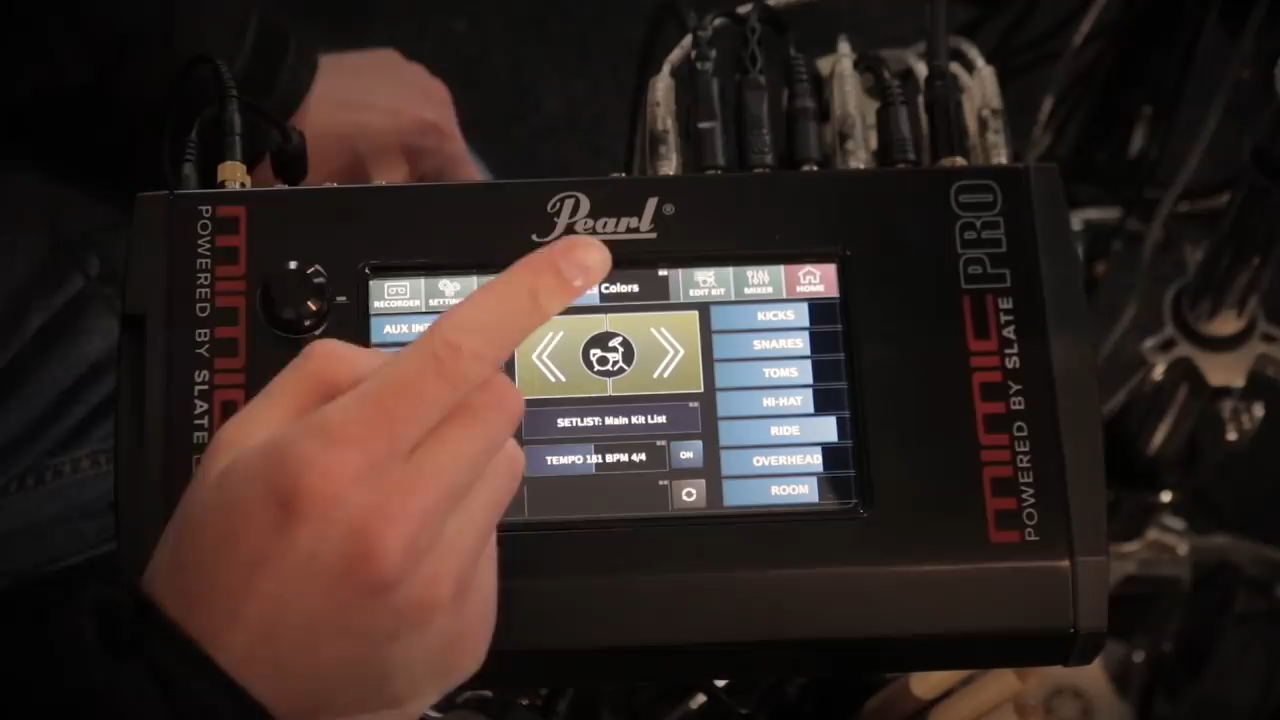 Pearl®
MIMIC
POWERED BY SLATE
MIMIC PRO
POWERED BY SLATE
RECORDER
Colors
EDIT KIT
MIXER
HOME
KICKS
SNARES
TOMS
HI-HAT
RIDE
OVERHEAD
ROOM
AUX
SETLIST: Main Kit List
TEMPO 181 BPM 4/4
ON